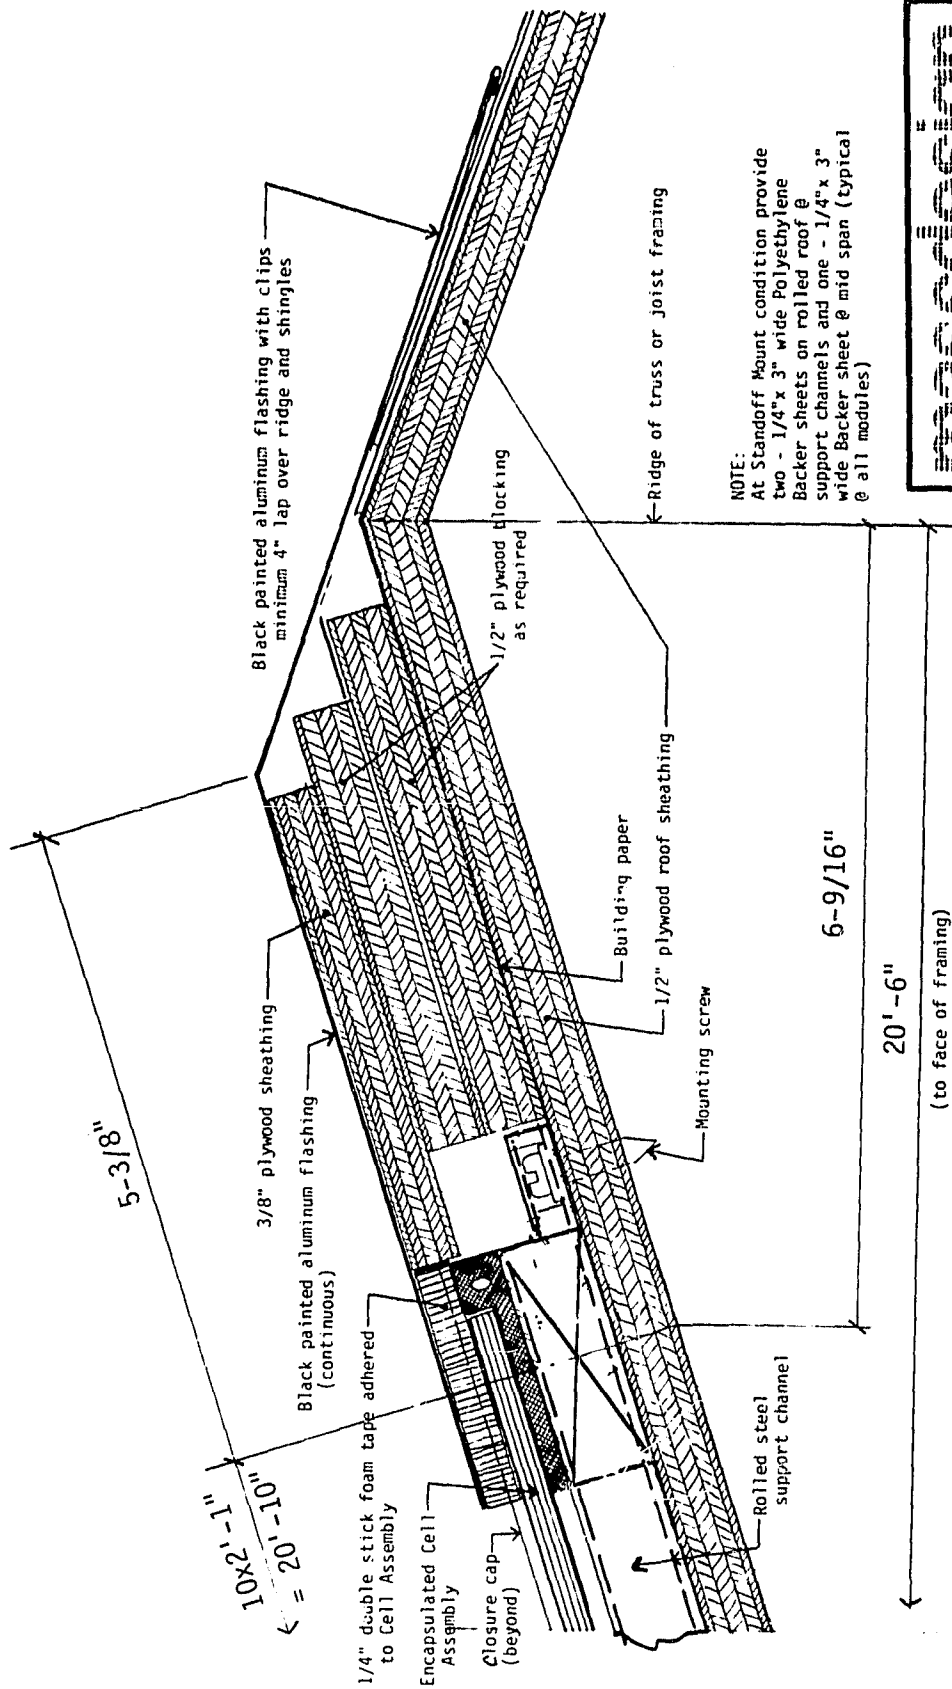 Black painted aluminum flashing with clips
minimum 4" lap over ridge and shingles
5-3/8"
3/8" plywood sheathing
Black painted aluminum flashing
(continuous)
10x2'-1"
= 20'-10"
1/4" double stick foam tape adhered
to Cell Assembly
Encapsulated Cell
Assembly
Closure cap
(beyond)
1/2" plywood blocking
as required
Building paper
1/2" plywood roof sheathing
Mounting screw
Rolled steel
support channel
Ridge of truss or joist framing
NOTE:
At Standoff Mount condition provide
two - 1/4"x 3" wide Polyethylene
Backer sheets on rolled roof @
support channels and one - 1/4"x 3"
wide Backer sheet @ mid span (typical
@ all modules)
6-9/16"
20'-6"
(to face of framing)